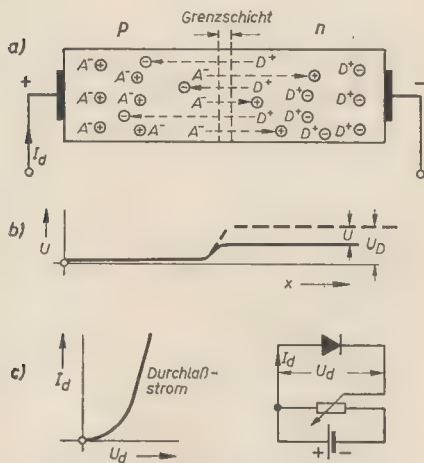 Grenzschicht
p n
a)
A⁻⊕ ⊖ D⁺ D⁺⊖
A⁻⊕ A⁻ ⊕
+ ⊖ D⁺ D⁺⊖ −
A⁻⊕ A⁻⊕ A⁻ ⊕ D⁺⊖ D⁺⊖
⊖ D⁺ D⁺⊖
A⁻⊕ ⊕ A⁻ A⁻ ⊕ D⁺⊖ D⁺⊖
I_d
b)
U U U_D
x
c)
I_d Durchlaß-
strom
U_d
I_d
U_d
+ −